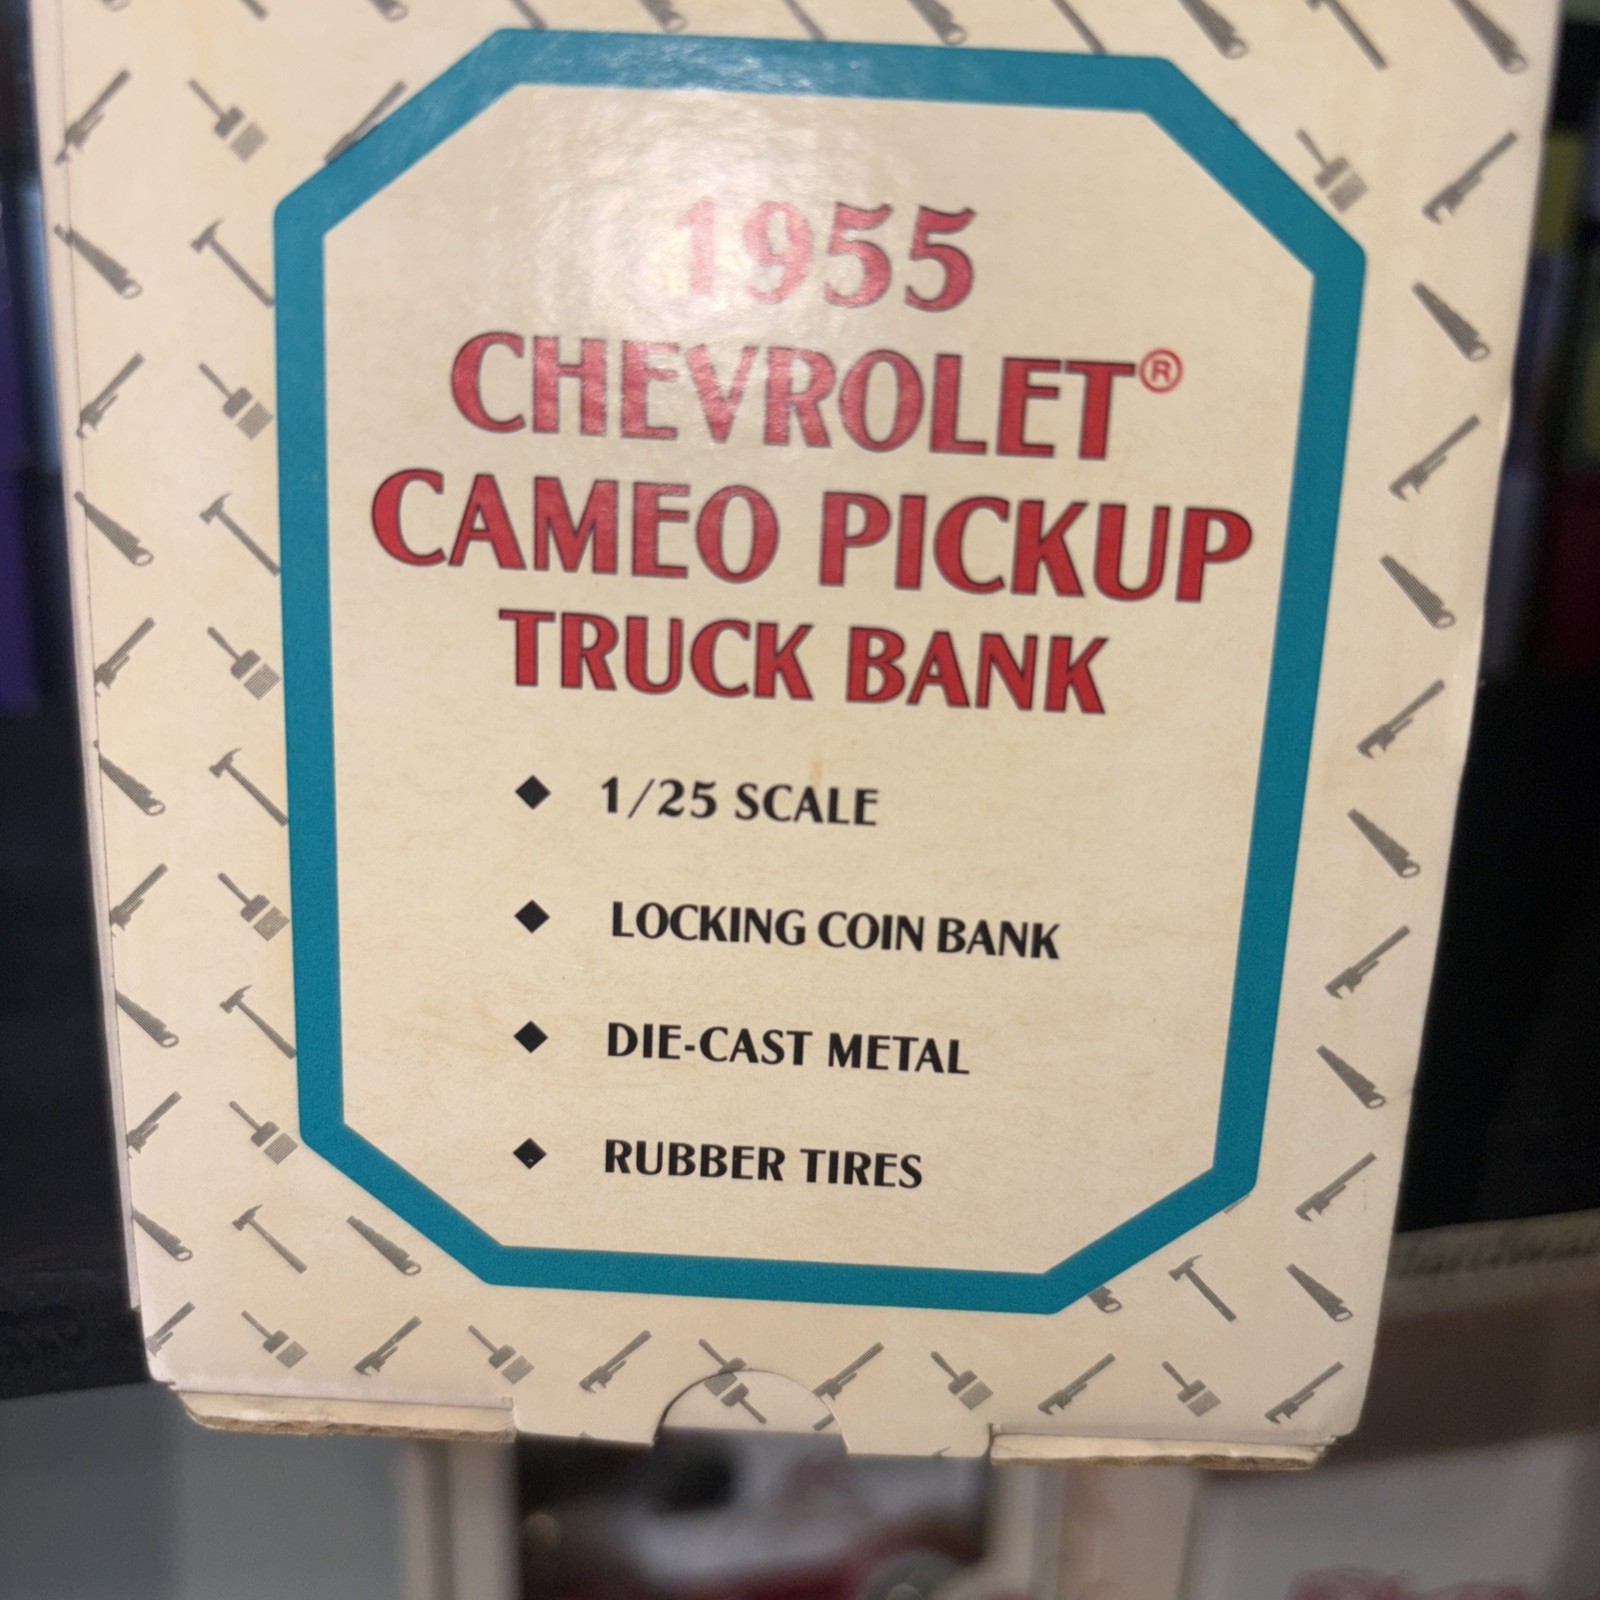 1955
CHEVROLET®
CAMEO PICKUP
TRUCK BANK
◆ 1/25 SCALE
◆ LOCKING COIN BANK
◆ DIE-CAST METAL
◆ RUBBER TIRES